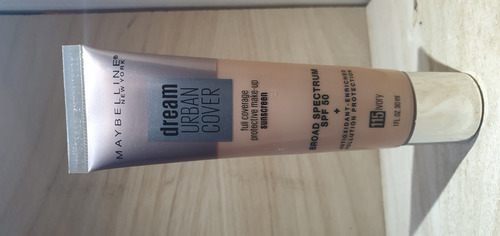 MAYBELLINE®
NEW YORK
dream
URBAN
COVER
full coverage
protective make-up
sunscreen
BROAD SPECTRUM
SPF 50
+
ANTIOXIDANT-ENRICHED
POLLUTION PROTECTION
115 ivory
1 FL OZ. 30 ml